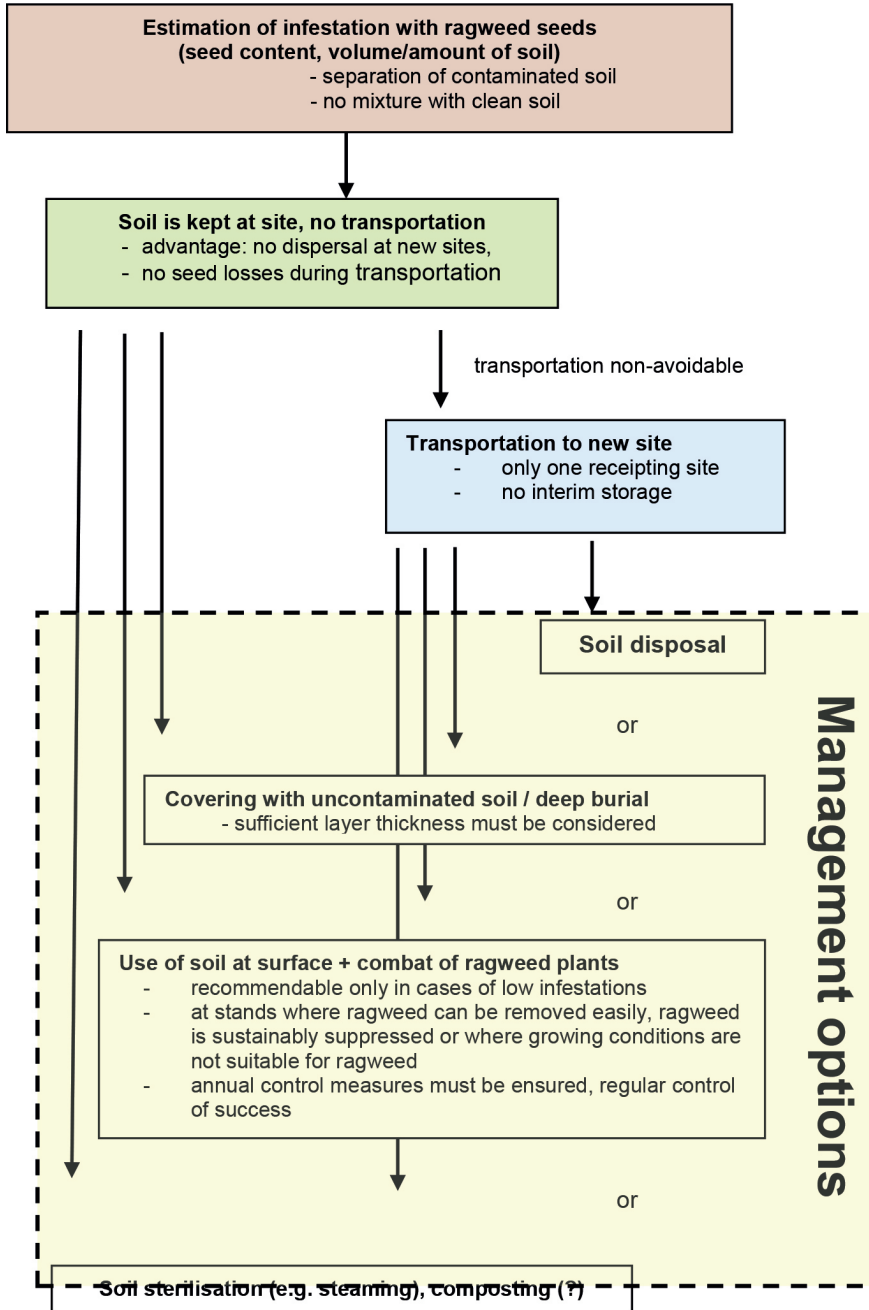 Estimation of infestation with ragweed seeds
(seed content, volume/amount of soil)
- separation of contaminated soil
- no mixture with clean soil
Soil is kept at site, no transportation
- advantage: no dispersal at new sites,
- no seed losses during transportation
transportation non-avoidable
Transportation to new site
- only one receipting site
- no interim storage
Soil disposal
or
Covering with uncontaminated soil / deep burial
- sufficient layer thickness must be considered
or
Use of soil at surface + combat of ragweed plants
- recommendable only in cases of low infestations
- at stands where ragweed can be removed easily, ragweed
is sustainably suppressed or where growing conditions are
not suitable for ragweed
- annual control measures must be ensured, regular control
of success
or
Soil sterilisation (e.g. steaming), composting (?)
Management options